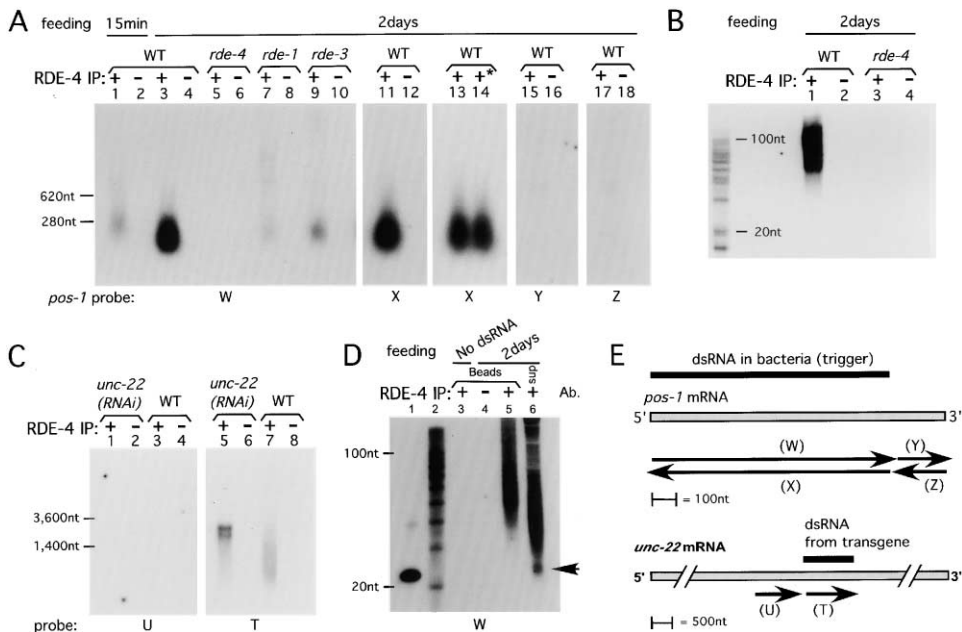 A
feeding 15min 2days
WT rde-4 rde-1 rde-3 WT WT WT WT
RDE-4 IP: + - + - + - + - + - + - + +* + - + -
1 2 3 4 5 6 7 8 9 10 11 12 13 14 15 16 17 18
620nt
280nt
pos-1 probe: W X X Y Z
B
feeding 2days
WT rde-4
RDE-4 IP: + - + -
1 2 3 4
100nt
20nt
C
unc-22 (RNAi) WT unc-22 (RNAi) WT
RDE-4 IP: + - + - + - + -
1 2 3 4 5 6 7 8
3,600nt
1,400nt
probe: U T
D
feeding No dsRNA 2days
Beads sup
RDE-4 IP: + - + + Ab.
1 2 3 4 5 6
100nt
20nt
W
E
dsRNA in bacteria (trigger)
pos-1 mRNA
5' 3'
(W) (Y)
(X) (Z)
= 100nt
dsRNA
from transgene
unc-22 mRNA
5' 3'
(U) (T)
= 500nt